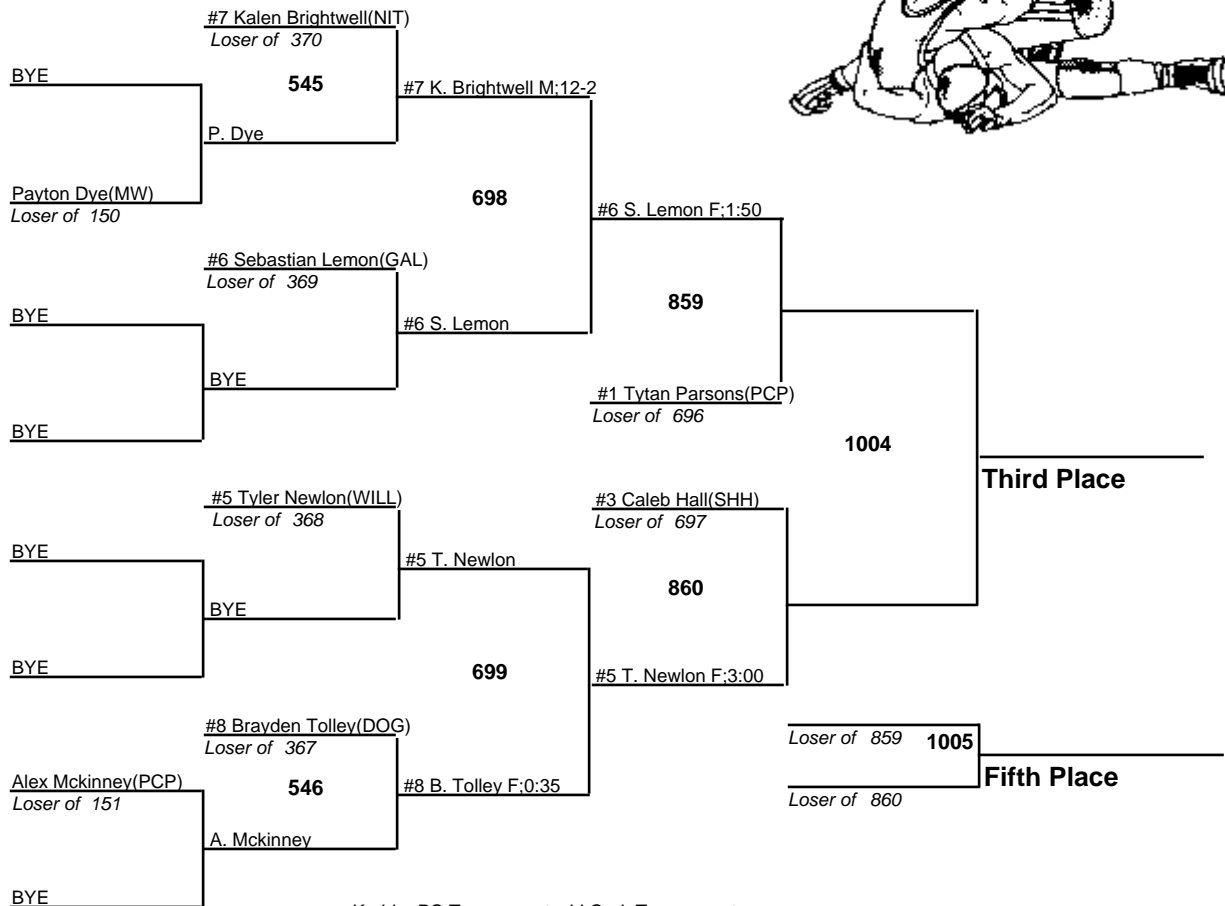 #7 Kalen Brightwell(NIT)
Loser of 370
BYE
545
#7 K. Brightwell M;12-2
P. Dye
Payton Dye(MW)
Loser of 150
698
#6 S. Lemon F;1:50
#6 Sebastian Lemon(GAL)
Loser of 369
BYE
#6 S. Lemon
859
BYE
#1 Tytan Parsons(PCP)
Loser of 696
BYE
1004
Third Place
#5 Tyler Newlon(WILL)
Loser of 368
#3 Caleb Hall(SHH)
Loser of 697
BYE
#5 T. Newlon
860
BYE
BYE
699
#5 T. Newlon F;3:00
#8 Brayden Tolley(DOG)
Loser of 367
Loser of 859
1005
Fifth Place
Alex Mckinney(PCP)
Loser of 151
546
#8 B. Tolley F;0:35
Loser of 860
A. Mckinney
BYE